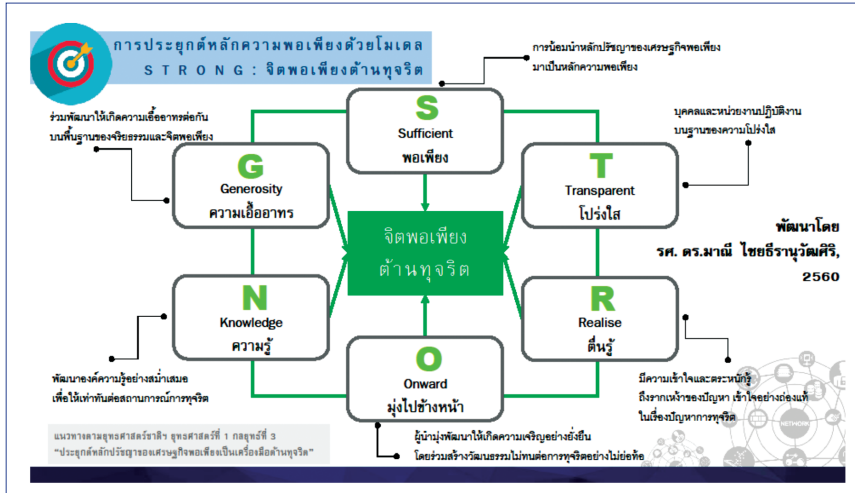 การประยุกต์หลักความพอเพียงด้วยโมเดล
STRONG: จิตพอเพียงต้านทุจริต
การน้อมนำหลักปรัชญาของเศรษฐกิจพอเพียง
มาเป็นหลักความพอเพียง
ร่วมพัฒนาให้เกิดความเอื้ออาทรต่อกัน
บนพื้นฐานของจริยธรรมและจิตพอเพียง
S
Sufficient
พอเพียง
บุคคลและหน่วยงานปฏิบัติงาน
บนฐานของความโปร่งใส
G
Generosity
ความเอื้ออาทร
T
Transparent
โปร่งใส
จิตพอเพียง
ต้านทุจริต
พัฒนาโดย
รศ. ดร.มาณี ไชยธีรานุวัฒศิริ,
2560
N
Knowledge
ความรู้
R
Realise
ตื่นรู้
O
Onward
มุ่งไปข้างหน้า
พัฒนาองค์ความรู้อย่างสม่ำเสมอ
เพื่อให้เท่าทันต่อสถานการณ์การทุจริต
มีความเข้าใจและตระหนักรู้
ถึงรากเหง้าของปัญหา เข้าใจอย่างถ่องแท้
ในเรื่องปัญหาการทุจริต
NETWORK
แนวทางตามยุทธศาสตร์ชาติฯ ยุทธศาสตร์ที่ 1 กลยุทธ์ที่ 3
"ประยุกต์หลักปรัชญาของเศรษฐกิจพอเพียงเป็นเครื่องมือต้านทุจริต"
ผู้นำมุ่งพัฒนาให้เกิดความเจริญอย่างยั่งยืน
โดยร่วมสร้างวัฒนธรรมไม่ทนต่อการทุจริตอย่างไม่ย่อท้อ